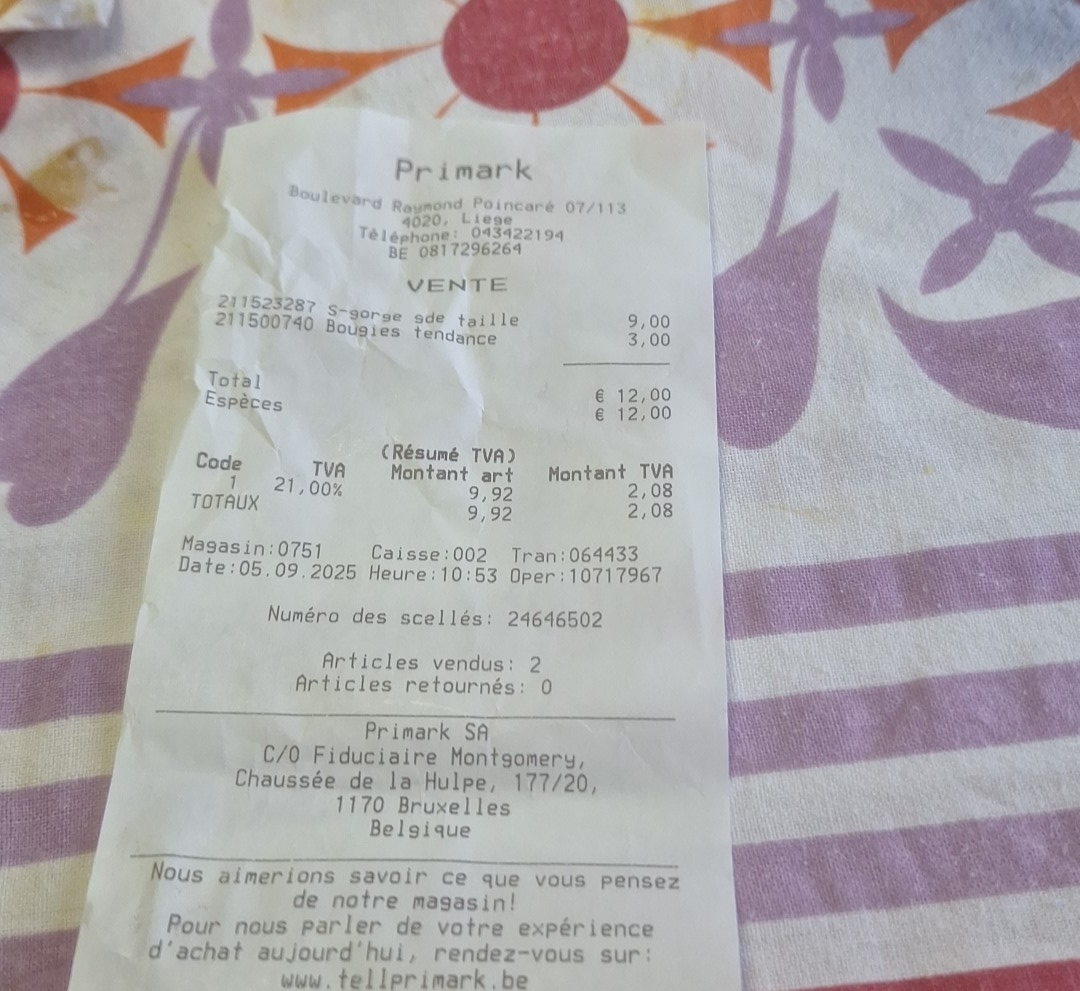 Primark
Boulevard Raymond Poincaré 07/113
4020, Liege
Téléphone: 043422194
BE 0817296264
VENTE
211523287 S-gorge gde taille 9,00
211500740 Bougies tendance 3,00
Total € 12,00
Espèces € 12,00
(Résumé TVA)
Code TVA Montant art Montant TVA
1 21,00% 9,92 2,08
TOTAUX 9,92 2,08
Magasin:0751 Caisse:002 Tran:064433
Date:05.09.2025 Heure:10:53 Oper:10717967
Numéro des scellés: 24646502
Articles vendus: 2
Articles retournés: 0
Primark SA
C/O Fiduciaire Montgomery,
Chaussée de la Hulpe, 177/20,
1170 Bruxelles
Belgique
Nous aimerions savoir ce que vous pensez
de notre magasin!
Pour nous parler de votre expérience
d'achat aujourd'hui, rendez-vous sur:
www.tellprimark.be